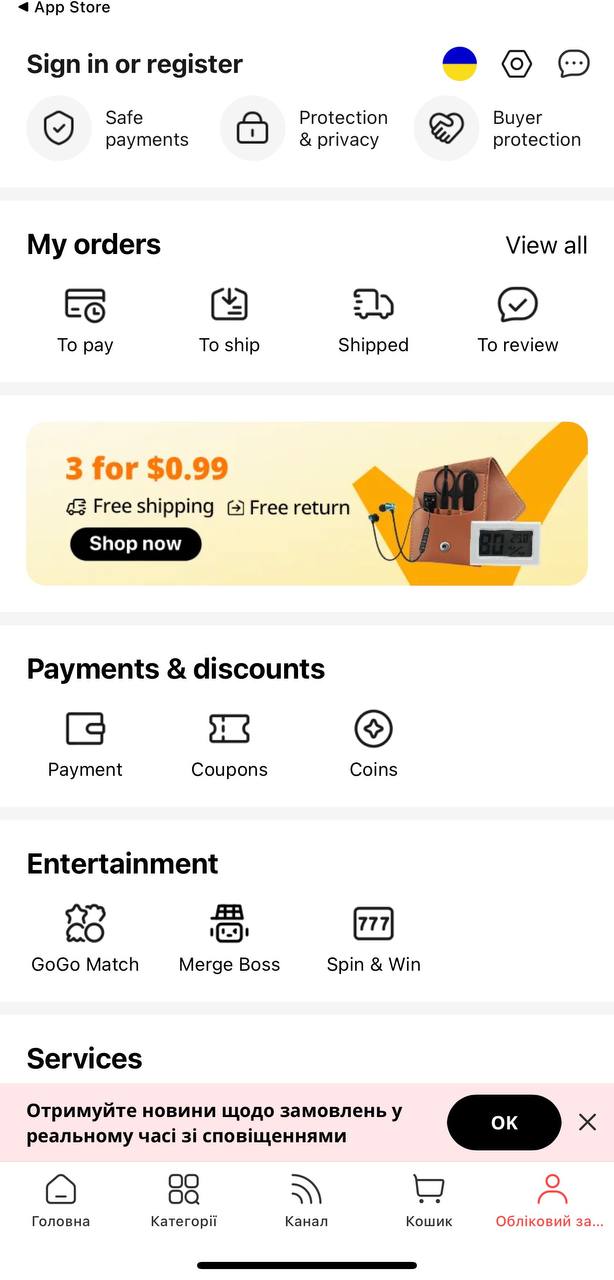 App Store
Sign in or register
Safe
payments
Protection
& privacy
Buyer
protection
My orders
View all
To pay
To ship
Shipped
To review
3 for $0.99
Free shipping
Free return
Shop now
80 %
25.0
Payments & discounts
Payment
Coupons
Coins
Entertainment
777
GoGo Match
Merge Boss
Spin & Win
Services
Отримуйте новини щодо замовлень у
реальному часі зі сповіщеннями
OK
Головна
Категорії
Канал
Кошик
Обліковий за...